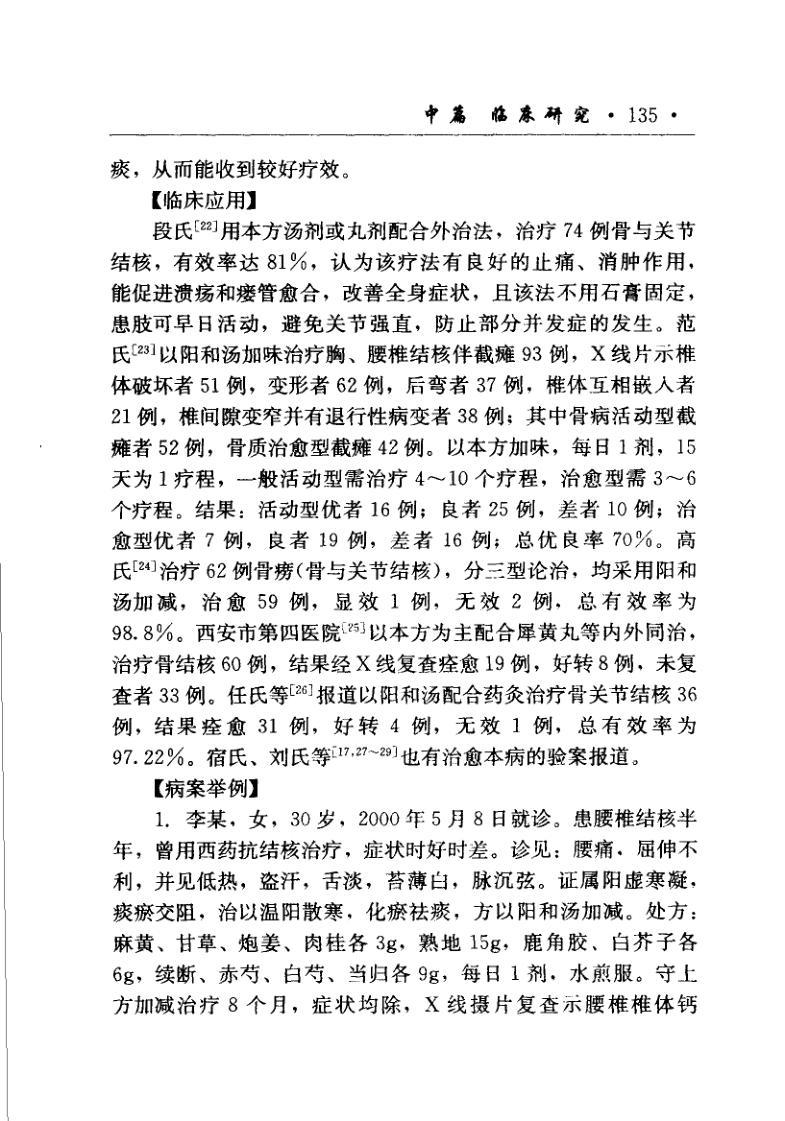 中篇 临床研究 · 135 ·
痰，从而能收到较好疗效。
【临床应用】
段氏[22]用本方汤剂或丸剂配合外治法，治疗 74 例骨与关节
结核，有效率达 81%，认为该疗法有良好的止痛、消肿作用，
能促进溃疡和瘘管愈合，改善全身症状，且该法不用石膏固定，
患肢可早日活动，避免关节强直，防止部分并发症的发生。范
氏[23]以阳和汤加味治疗胸、腰椎结核伴截瘫 93 例，X 线片示椎
体破坏者 51 例，变形者 62 例，后弯者 37 例，椎体互相嵌入者
21 例，椎间隙变窄并有退行性病变者 38 例；其中骨病活动型截
瘫者 52 例，骨质治愈型截瘫 42 例。以本方加味，每日 1 剂，15
天为 1 疗程，一般活动型需治疗 4～10 个疗程，治愈型需 3～6
个疗程。结果：活动型优者 16 例；良者 25 例，差者 10 例；治
愈型优者 7 例，良者 19 例，差者 16 例；总优良率 70%。高
氏[24]治疗 62 例骨痨(骨与关节结核)，分三型论治，均采用阳和
汤加减，治愈 59 例，显效 1 例，无效 2 例，总有效率为
98.8%。西安市第四医院[25]以本方为主配合犀黄丸等内外同治，
治疗骨结核 60 例，结果经 X 线复查痊愈 19 例，好转 8 例，未复
查者 33 例。任氏等[26]报道以阳和汤配合药灸治疗骨关节结核 36
例，结果痊愈 31 例，好转 4 例，无效 1 例，总有效率为
97.22%。宿氏、刘氏等[17,27～29]也有治愈本病的验案报道。
【病案举例】
1. 李某，女，30 岁，2000 年 5 月 8 日就诊。患腰椎结核半
年，曾用西药抗结核治疗，症状时好时差。诊见：腰痛，屈伸不
利，并见低热，盗汗，舌淡，苔薄白，脉沉弦。证属阳虚寒凝，
痰瘀交阻，治以温阳散寒，化瘀祛痰，方以阳和汤加减。处方：
麻黄、甘草、炮姜、肉桂各 3g，熟地 15g，鹿角胶、白芥子各
6g，续断、赤芍、白芍、当归各 9g，每日 1 剂，水煎服。守上
方加减治疗 8 个月，症状均除，X 线摄片复查示腰椎椎体钙